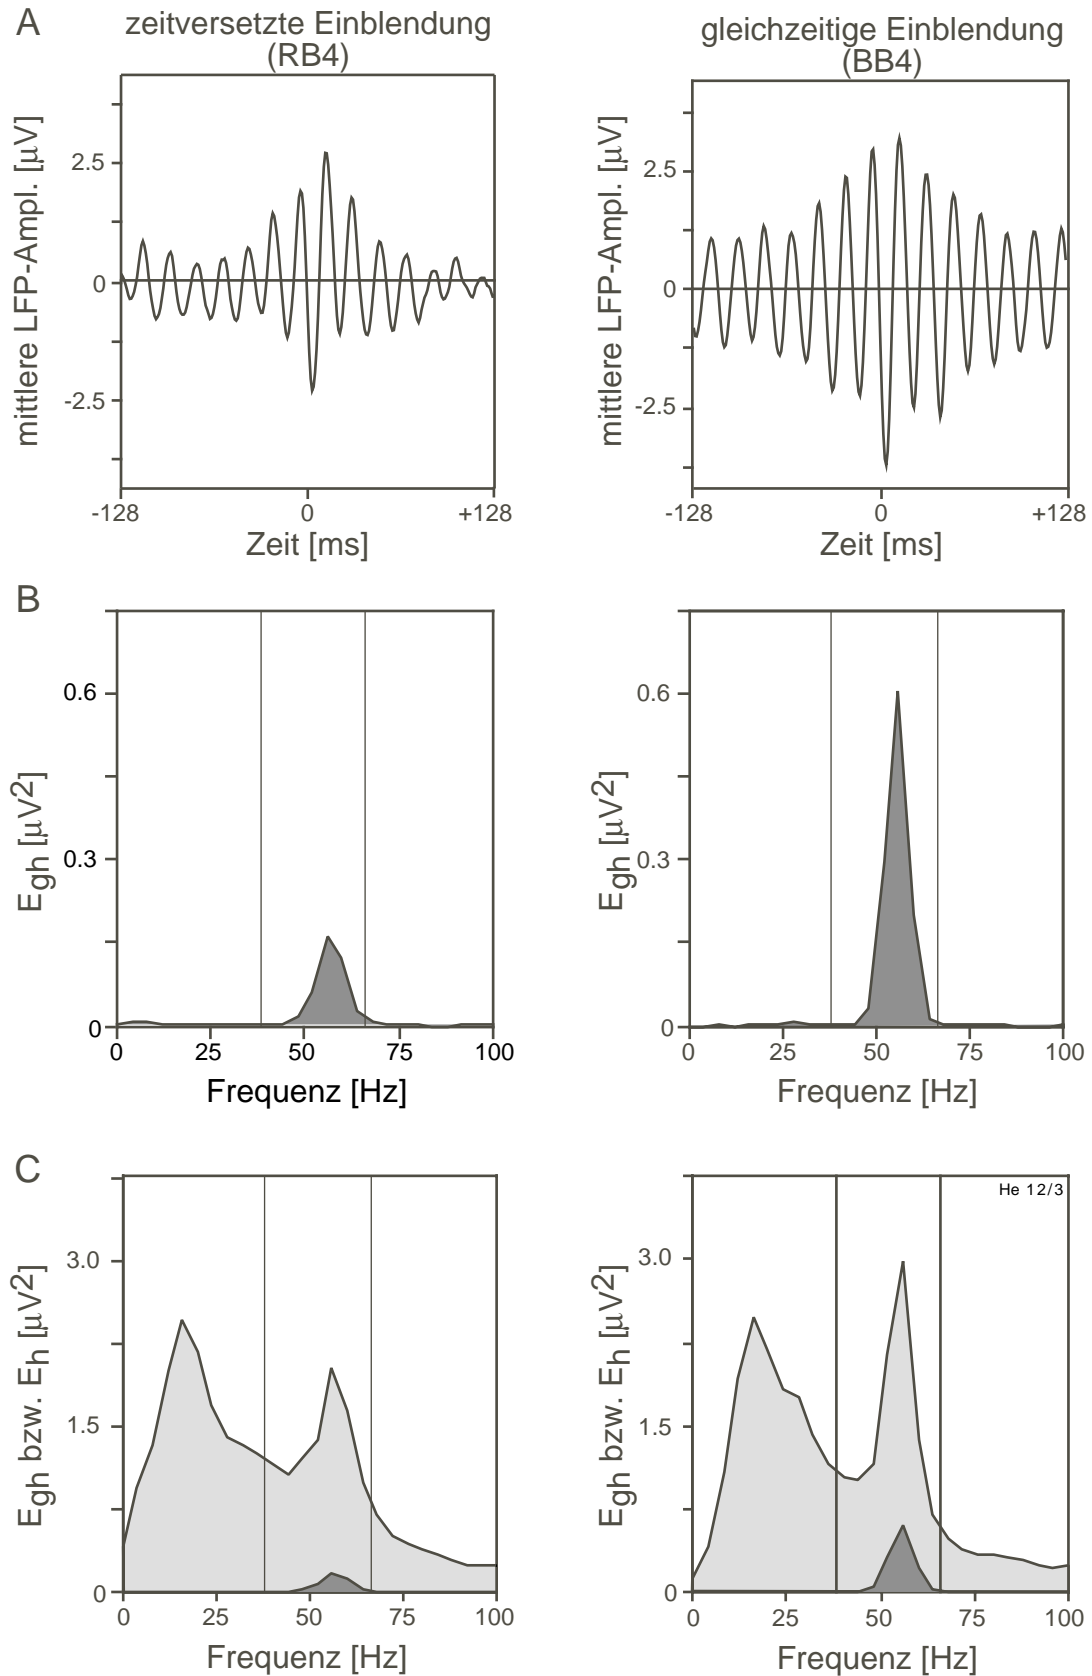 A
zeitversetzte Einblendung
(RB4)
mittlere LFP-Ampl. [µV]
2.5
0
-2.5
-128
0
+128
Zeit [ms]
gleichzeitige Einblendung
(BB4)
mittlere LFP-Ampl. [µV]
2.5
0
-2.5
-128
0
+128
Zeit [ms]
B
Egh [µV2]
0.6
0.3
0
0
25
50
75
100
Frequenz [Hz]
Egh [µV2]
0.6
0.3
0
0
25
50
75
100
Frequenz [Hz]
C
Egh bzw. Eh [µV2]
3.0
1.5
0
0
25
50
75
100
Frequenz [Hz]
He 12/3
Egh bzw. Eh [µV2]
3.0
1.5
0
0
25
50
75
100
Frequenz [Hz]